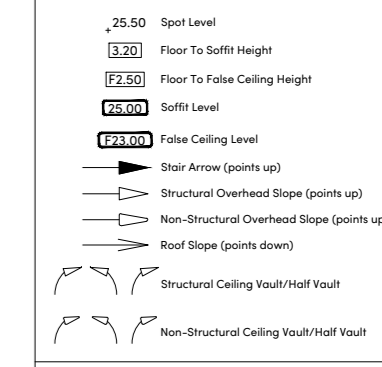 +25.50 Spot Level
3.20 Floor To Soffit Height
F2.50 Floor To False Ceiling Height
25.00 Soffit Level
F23.00 False Ceiling Level
Stair Arrow (points up)
Structural Overhead Slope (points up)
Non-Structural Overhead Slope (points up
Roof Slope (points down)
Structural Ceiling Vault/Half Vault
Non-Structural Ceiling Vault/Half Vault